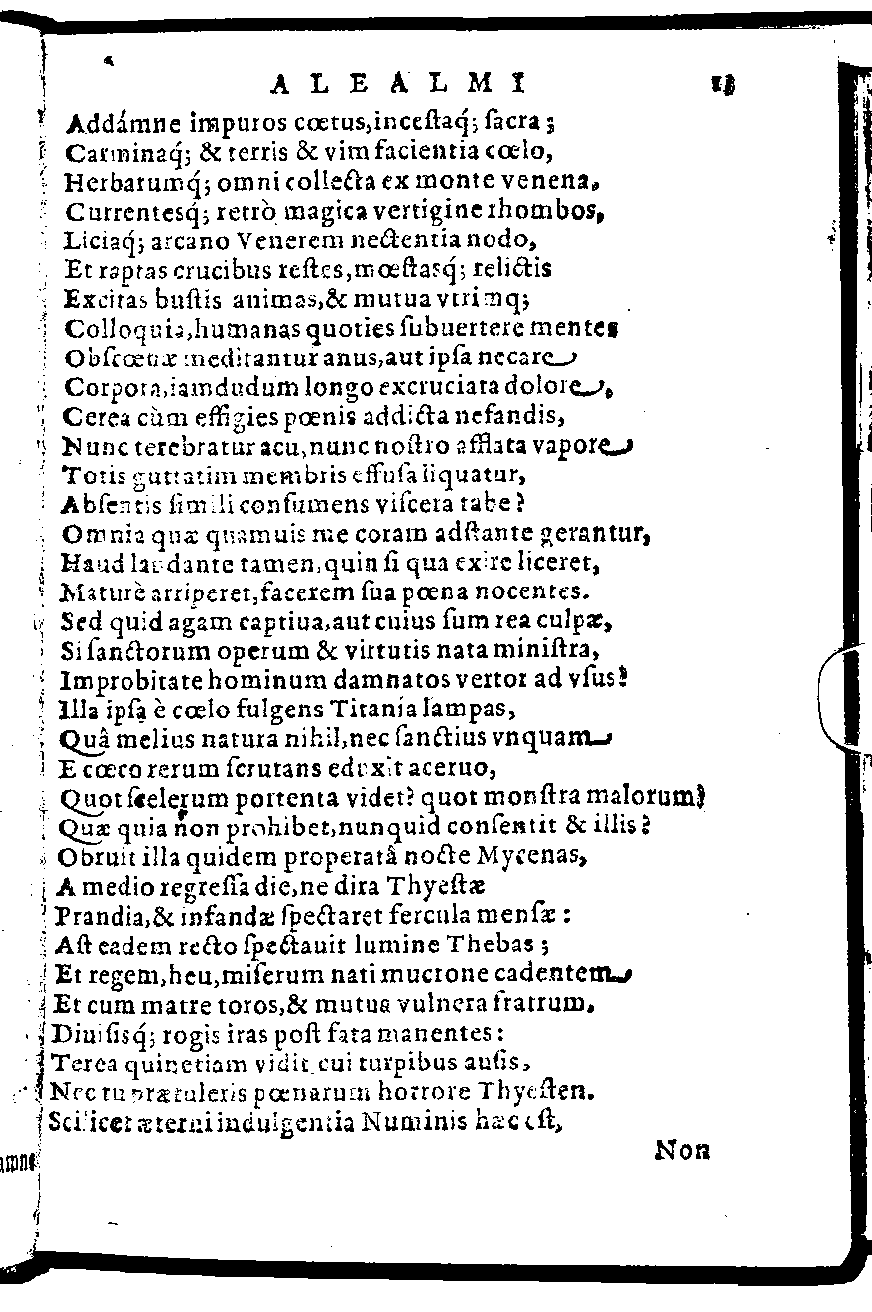 ALEALMI 13
Addámne impuros cœtus, incestaq́; sacra;
Carminaq́; & terris & vim facientia cœlo,
Herbarumq́; omni collecta ex monte venena,
Currentesq́; retrò magica vertigine rhombos,
Liciaq́; arcano Venerem nectentia nodo,
Et raptas crucibus restes, mœstasq́; relictis
Excitas bustis animas, & mutua vtrimq;
Colloquia, humanas quoties subuertere mentes
Obscœnæ meditantur anus, aut ipsa necare
Corpora, iamdudum longo excruciata dolore,
Cerea cùm effigies pœnis addicta nefandis,
Nunc terebratur acu, nunc nostro afflata vapore
Totis guttatim membris effusa liquatur,
Absentis simili consumens viscera tabe?
Omnia quæ quamuis me coram adstante gerantur,
Haud laudante tamen, quin si qua exire liceret,
Maturè arriperet, facerem sua pœna nocentes.
Sed quid agam captiua, aut cuius sum rea culpæ,
Si sanctorum operum & virtutis nata ministra,
Improbitate hominum damnatos vertor ad vsus?
Illa ipsa è cœlo fulgens Titania lampas,
Quâ melius natura nihil, nec sanctius vnquam
E cœco rerum scrutans eduxit aceruo,
Quot scelerum portenta videt? quot monstra malorum?
Quæ quia non prohibet, nunquid consentit & illis?
Obruit illa quidem properatâ nocte Mycenas,
A medio regressa die, ne dira Thyestæ
Prandia, & infandæ spectaret fercula mensæ:
Ast eadem recto spectauit lumine Thebas;
Et regem, heu, miserum nati mucrone cadentem
Et cum matre toros, & mutua vulnera fratrum,
Diuisisq́; rogis iras post fata manentes:
Terea quinetiam vidit cui turpibus ausis,
Nec tu prætuleris pœnarum horrore Thyesten.
Scilicet æterni indulgentia Numinis hæc est,
Non